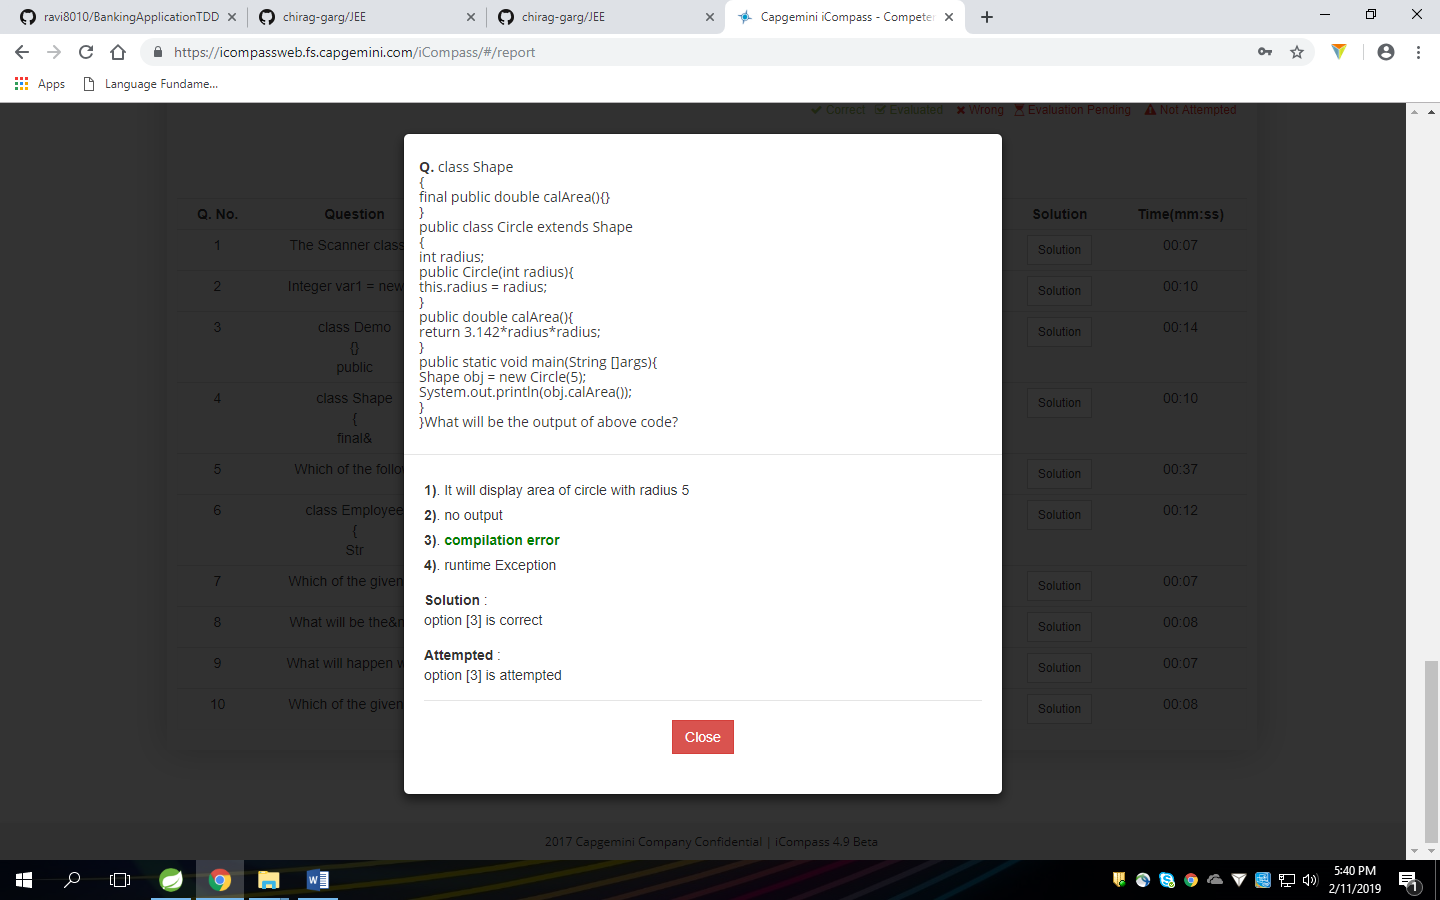 ravi8010/BankingApplicationTDD
chirag-garg/JEE
chirag-garg/JEE
Capgemini iCompass - Competen
https://icompassweb.fs.capgemini.com/iCompass/#/report
Apps
Language Fundame...
Correct Evaluated Wrong Evaluation Pending Not Attempted
Q. No. Question Solution Time(mm:ss)
1 The Scanner class Solution 00:07
2 Integer var1 = new Solution 00:10
3 class Demo Solution 00:14
{}
public
4 class Shape Solution 00:10
{
final&
5 Which of the follo Solution 00:37
6 class Employee Solution 00:12
{
Str
7 Which of the given Solution 00:07
8 What will be the&n Solution 00:08
9 What will happen w Solution 00:07
10 Which of the given Solution 00:08
Q. class Shape
{
final public double calArea(){}
}
public class Circle extends Shape
{
int radius;
public Circle(int radius){
this.radius = radius;
}
public double calArea(){
return 3.142*radius*radius;
}
public static void main(String []args){
Shape obj = new Circle(5);
System.out.println(obj.calArea());
}
}What will be the output of above code?
1). It will display area of circle with radius 5
2). no output
3). compilation error
4). runtime Exception
Solution :
option [3] is correct
Attempted :
option [3] is attempted
Close
2017 Capgemini Company Confidential | iCompass 4.9 Beta
5:40 PM
2/11/2019
1